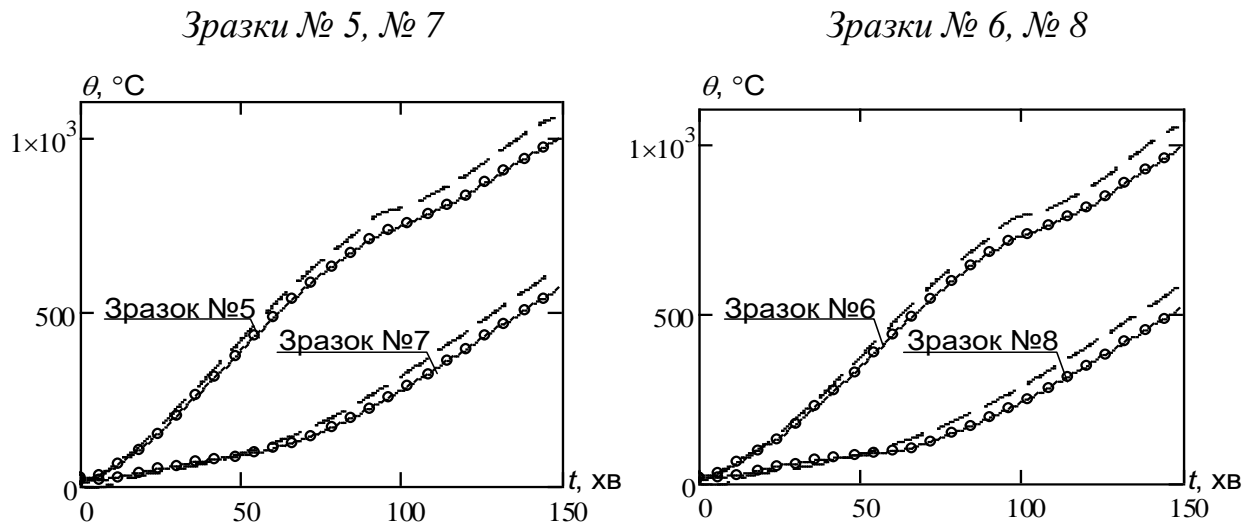 Зразки № 5, № 7
θ, °C
1×10³
500
0
Зразок №5
Зразок №7
t, хв
0
50
100
150
Зразки № 6, № 8
θ, °C
1×10³
500
0
Зразок №6
Зразок №8
t, хв
0
50
100
150